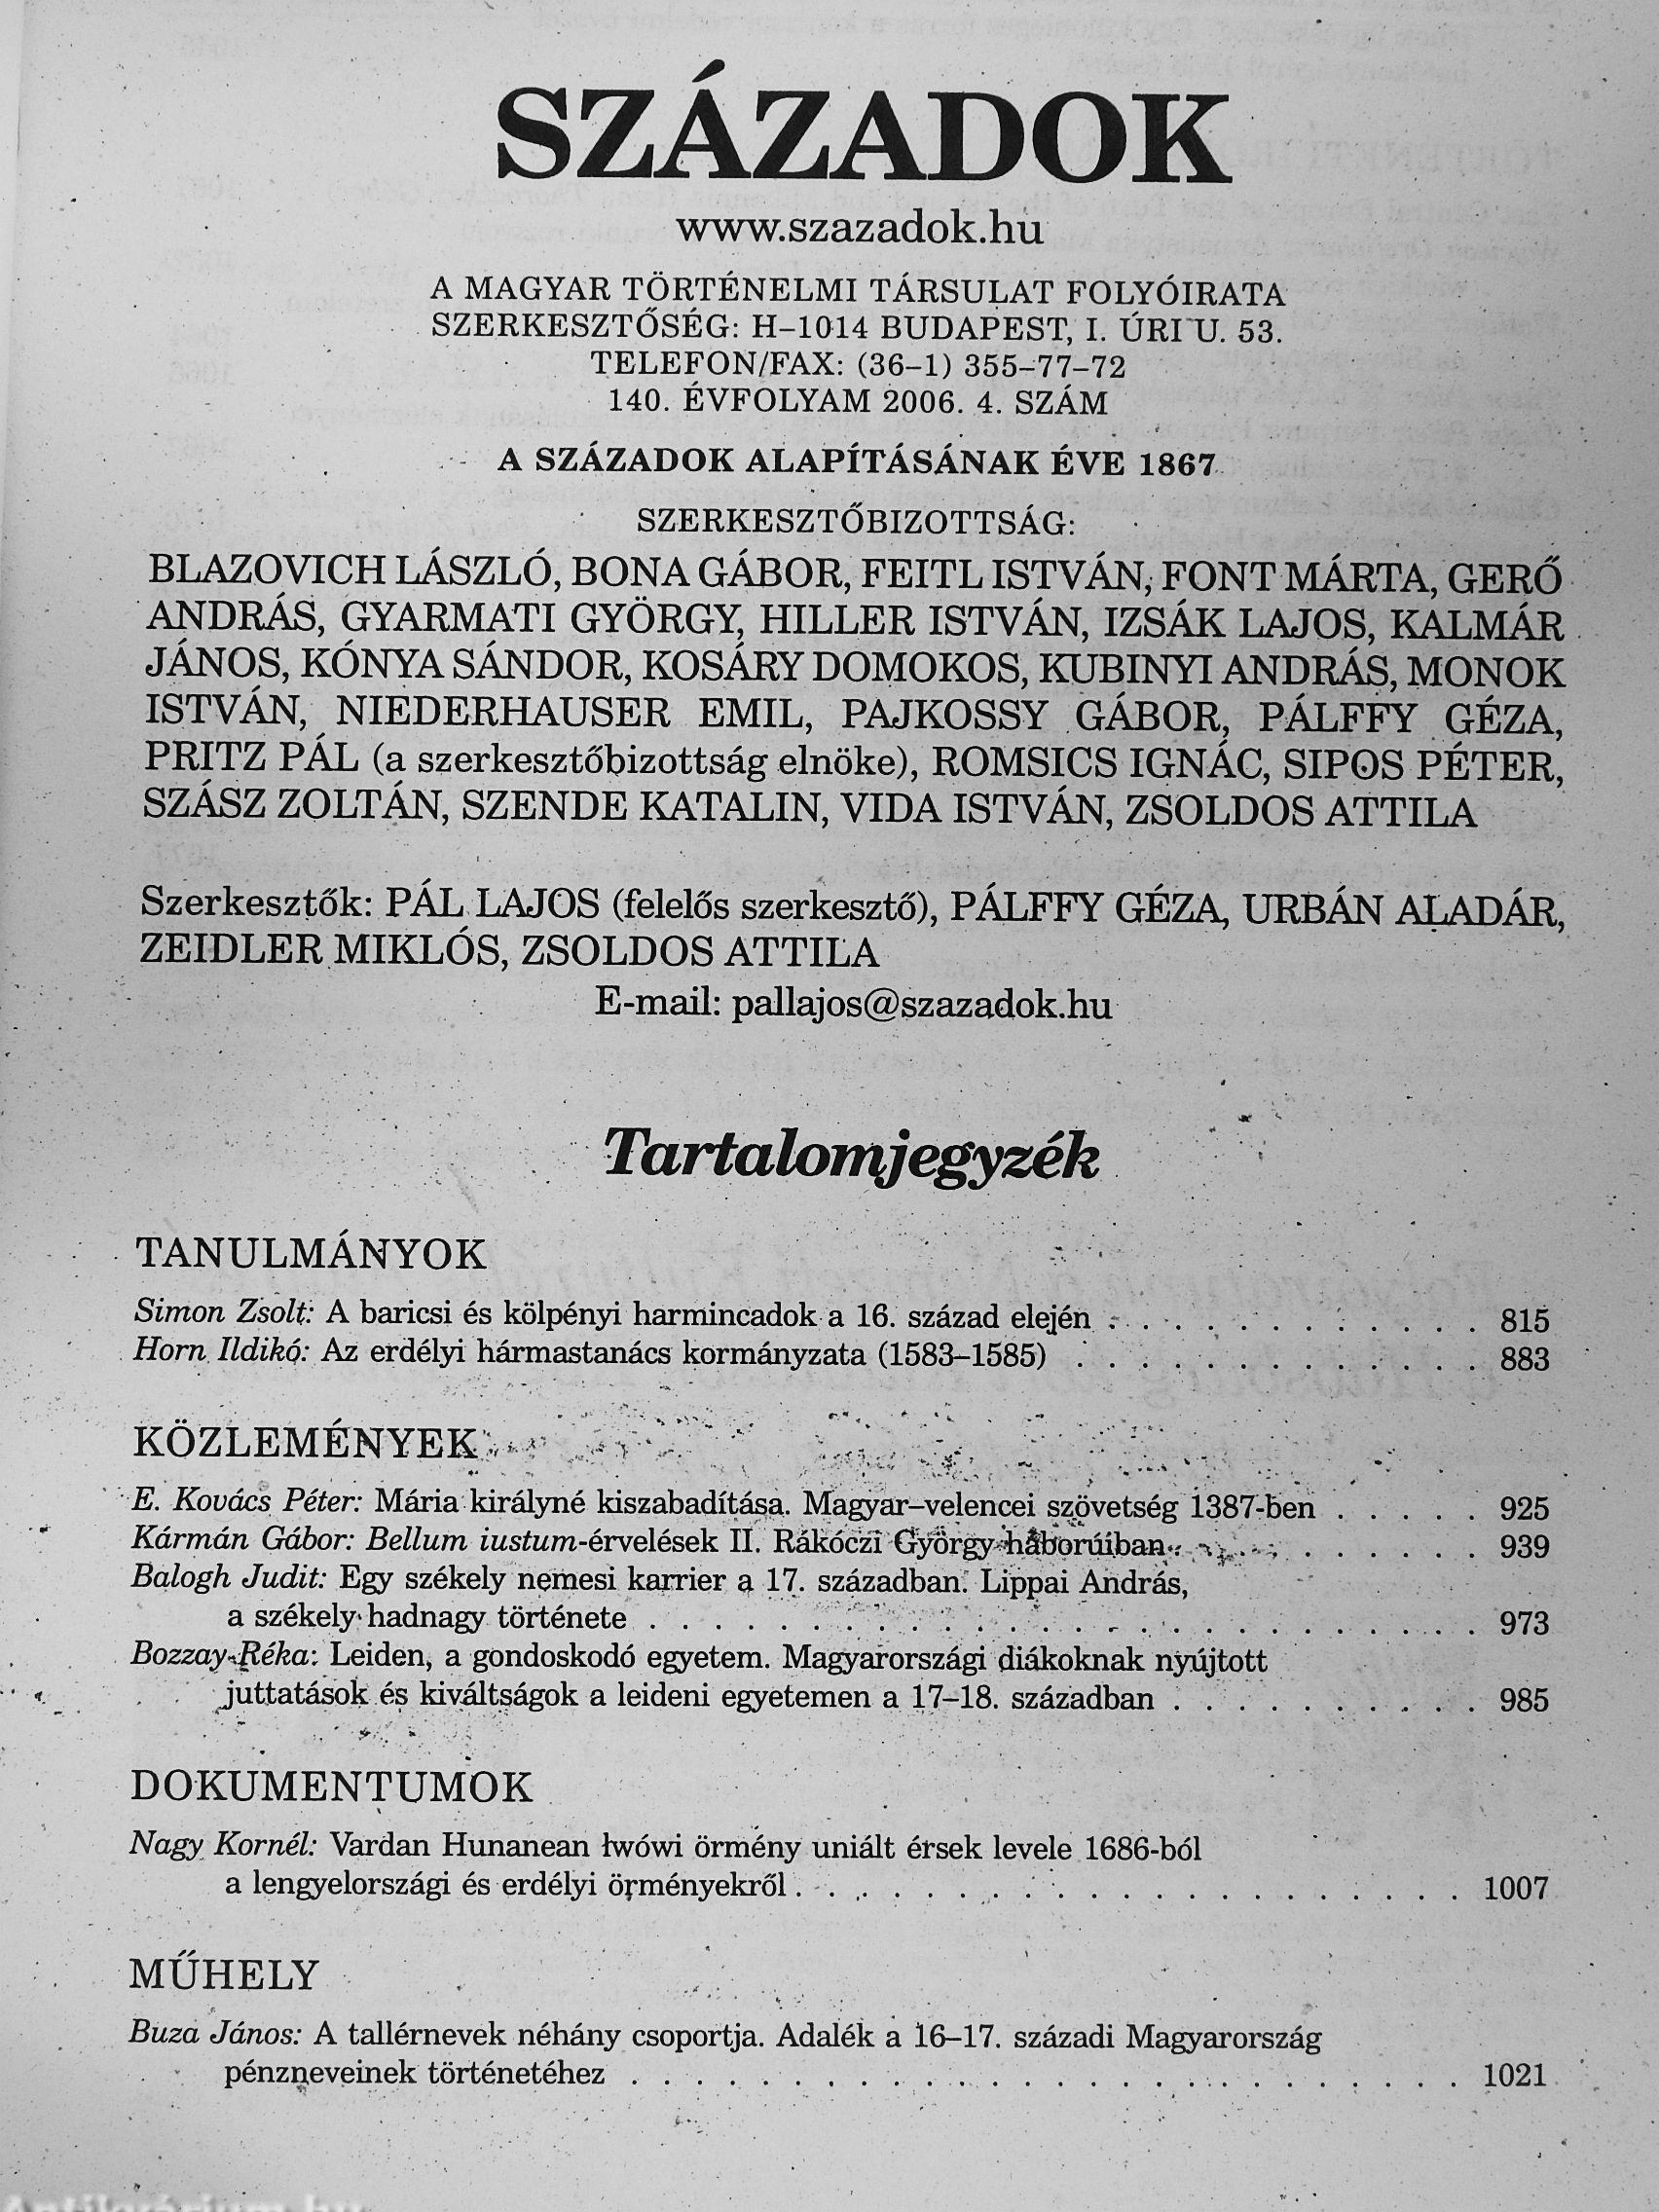 SZÁZADOK
www.szazadok.hu
A MAGYAR TÖRTÉNELMI TÁRSULAT FOLYÓIRATA
SZERKESZTŐSÉG: H–1014 BUDAPEST, I. ÚRI U. 53.
TELEFON/FAX: (36–1) 355–77–72
140. ÉVFOLYAM 2006. 4. SZÁM
A SZÁZADOK ALAPÍTÁSÁNAK ÉVE 1867
SZERKESZTŐBIZOTTSÁG:
BLAZOVICH LÁSZLÓ, BONA GÁBOR, FEITL ISTVÁN, FONT MÁRTA, GERŐ
ANDRÁS, GYARMATI GYÖRGY, HILLER ISTVÁN, IZSÁK LAJOS, KALMÁR
JÁNOS, KÓNYA SÁNDOR, KOSÁRY DOMOKOS, KUBINYI ANDRÁS, MONOK
ISTVÁN, NIEDERHAUSER EMIL, PAJKOSSY GÁBOR, PÁLFFY GÉZA,
PRITZ PÁL (a szerkesztőbizottság elnöke), ROMSICS IGNÁC, SIPOS PÉTER,
SZÁSZ ZOLTÁN, SZENDE KATALIN, VIDA ISTVÁN, ZSOLDOS ATTILA
Szerkesztők: PÁL LAJOS (felelős szerkesztő), PÁLFFY GÉZA, URBÁN ALADÁR,
ZEIDLER MIKLÓS, ZSOLDOS ATTILA
E-mail: pallajos@szazadok.hu
Tartalomjegyzék
TANULMÁNYOK
Simon Zsolt: A baricsi és kölpényi harmincadok a 16. század elején . . . . . . . . . . . . 815
Horn Ildikó: Az erdélyi hármastanács kormányzata (1583–1585) . . . . . . . . . . . . . 883
KÖZLEMÉNYEK
E. Kovács Péter: Mária királyné kiszabadítása. Magyar–velencei szövetség 1387-ben . . . . . 925
Kármán Gábor: Bellum iustum-érvelések II. Rákóczi György háborúiban . . . . . . . . . . 939
Balogh Judit: Egy székely nemesi karrier a 17. században. Lippai András,
a székely hadnagy története . . . . . . . . . . . . . . . . . . . . . . . . . . 973
Bozzay Réka: Leiden, a gondoskodó egyetem. Magyarországi diákoknak nyújtott
juttatások és kiváltságok a leideni egyetemen a 17–18. században . . . . . . . . . . 985
DOKUMENTUMOK
Nagy Kornél: Vardan Hunanean łwówi örmény uniált érsek levele 1686-ból
a lengyelországi és erdélyi örményekről . . . . . . . . . . . . . . . . . . . . . 1007
MŰHELY
Buza János: A tallérnevek néhány csoportja. Adalék a 16–17. századi Magyarország
pénzneveinek történetéhez . . . . . . . . . . . . . . . . . . . . . . . . . . 1021
Antikvárium.hu